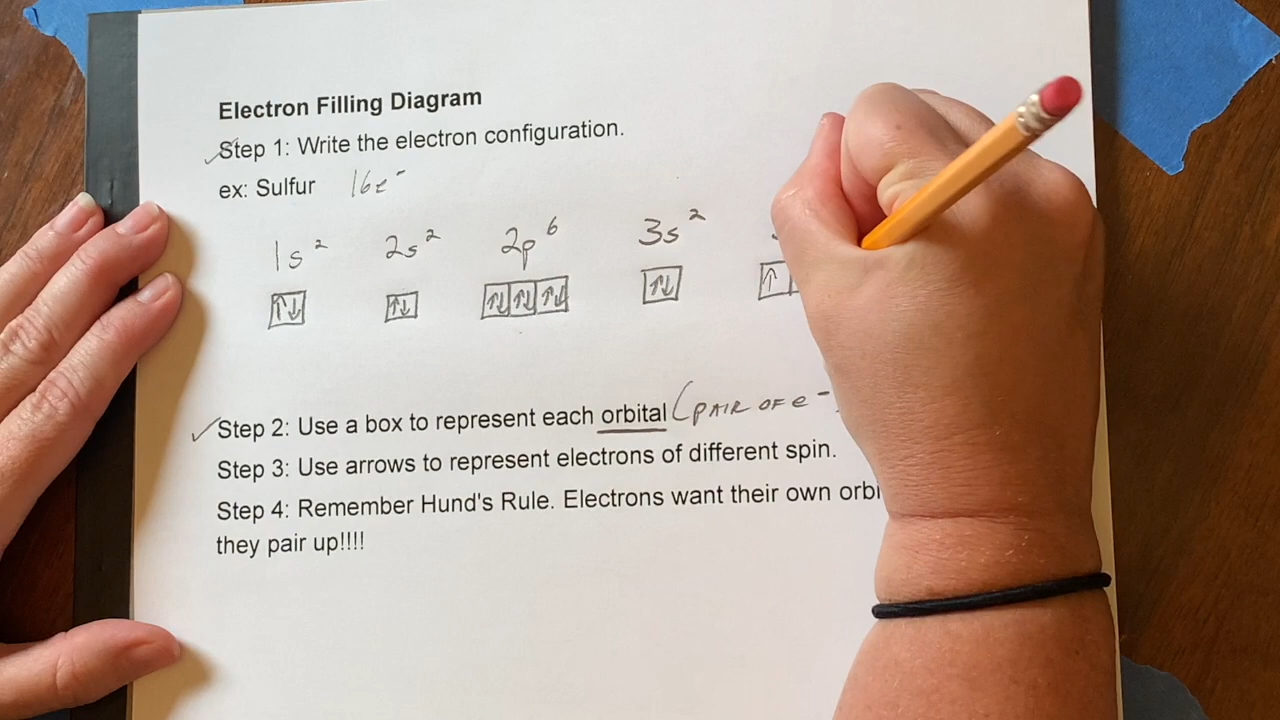 Electron Filling Diagram
Step 1: Write the electron configuration.
ex: Sulfur 16e⁻
1s² 2s² 2p⁶ 3s²
↑↓ ↑↓ ↑↓ ↑↓ ↑↓ ↑↓ ↑
Step 2: Use a box to represent each orbital (PAIR OF e⁻
Step 3: Use arrows to represent electrons of different spin.
Step 4: Remember Hund's Rule. Electrons want their own
they pair up!!!!